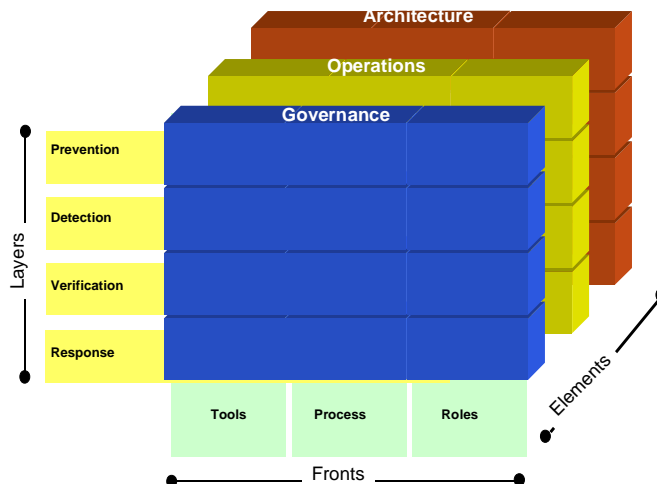 Architecture
Operations
Governance
Prevention
Detection
Verification
Response
Layers
Tools
Process
Roles
Elements
Fronts